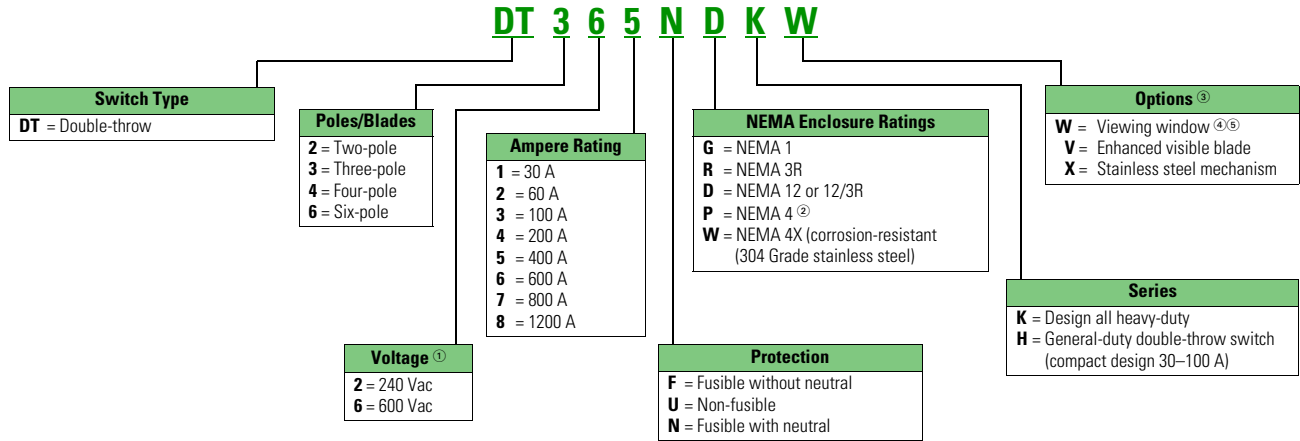 DT 3 6 5 N D K W
Switch Type
DT = Double-throw
Poles/Blades
2 = Two-pole
3 = Three-pole
4 = Four-pole
6 = Six-pole
Voltage ①
2 = 240 Vac
6 = 600 Vac
Ampere Rating
1 = 30 A
2 = 60 A
3 = 100 A
4 = 200 A
5 = 400 A
6 = 600 A
7 = 800 A
8 = 1200 A
Protection
F = Fusible without neutral
U = Non-fusible
N = Fusible with neutral
NEMA Enclosure Ratings
G = NEMA 1
R = NEMA 3R
D = NEMA 12 or 12/3R
P = NEMA 4 ②
W = NEMA 4X (corrosion-resistant
(304 Grade stainless steel)
Series
K = Design all heavy-duty
H = General-duty double-throw switch
(compact design 30–100 A)
Options ③
W = Viewing window ④⑤
V = Enhanced visible blade
X = Stainless steel mechanism